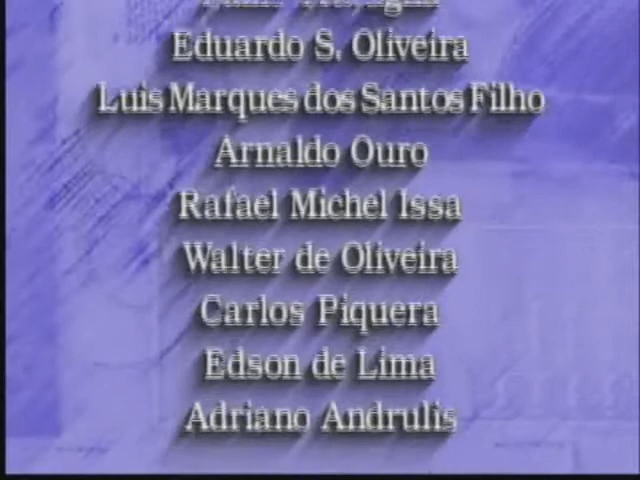 Eduardo S. Oliveira
Luis Marques dos Santos Filho
Arnaldo Ouro
Rafael Michel Issa
Walter de Oliveira
Carlos Piquera
Edson de Lima
Adriano Andrulis